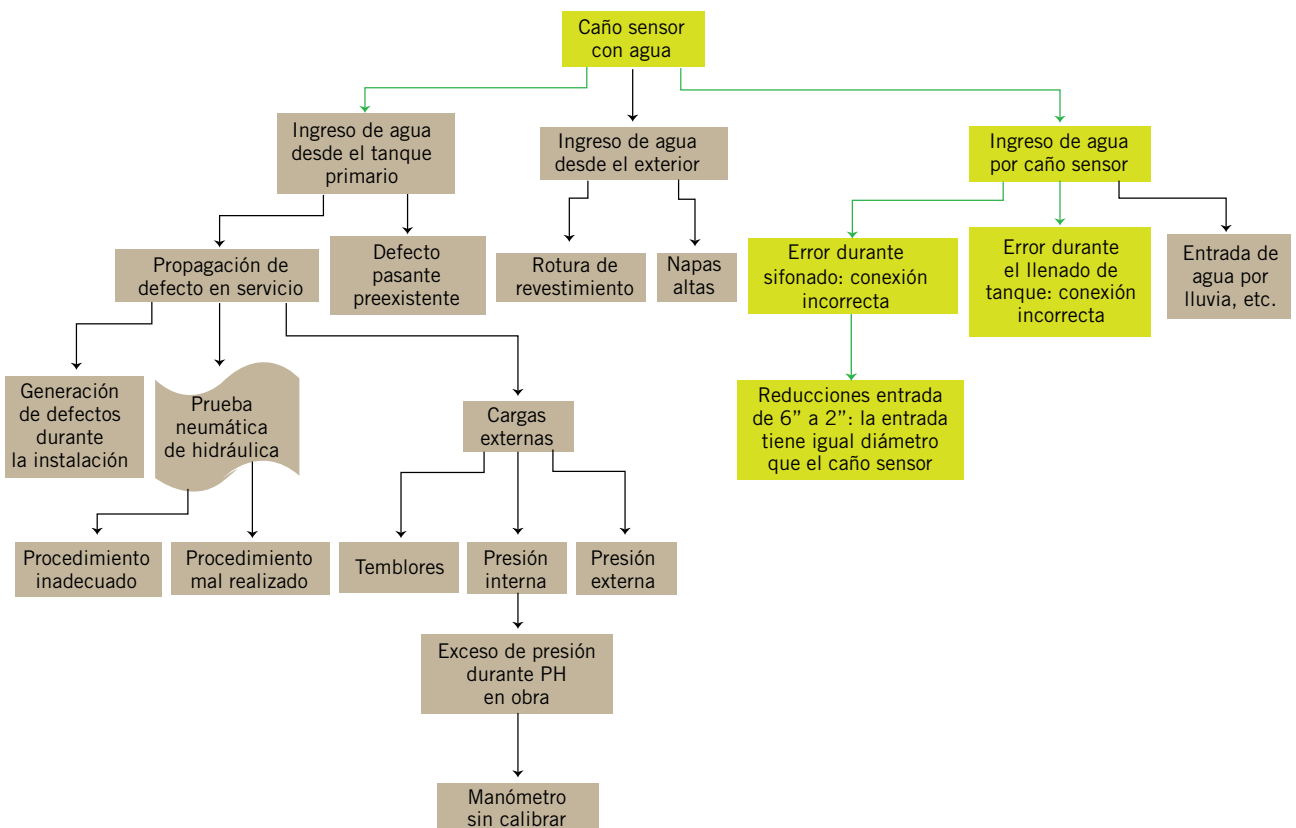 Caño sensor
con agua
Ingreso de agua
desde el tanque
primario
Ingreso de agua
desde el exterior
Ingreso de agua
por caño sensor
Propagación de
defecto en servicio
Defecto
pasante
preexistente
Rotura de
revestimiento
Napas
altas
Error durante
sifonado: conexión
incorrecta
Error durante
el llenado de
tanque: conexión
incorrecta
Entrada de
agua por
lluvia, etc.
Generación
de defectos
durante
la instalación
Prueba
neumática
de hidráulica
Cargas
externas
Reducciones entrada
de 6” a 2”: la entrada
tiene igual diámetro
que el caño sensor
Procedimiento
inadecuado
Procedimiento
mal realizado
Temblores
Presión
interna
Presión
externa
Exceso de presión
durante PH
en obra
Manómetro
sin calibrar